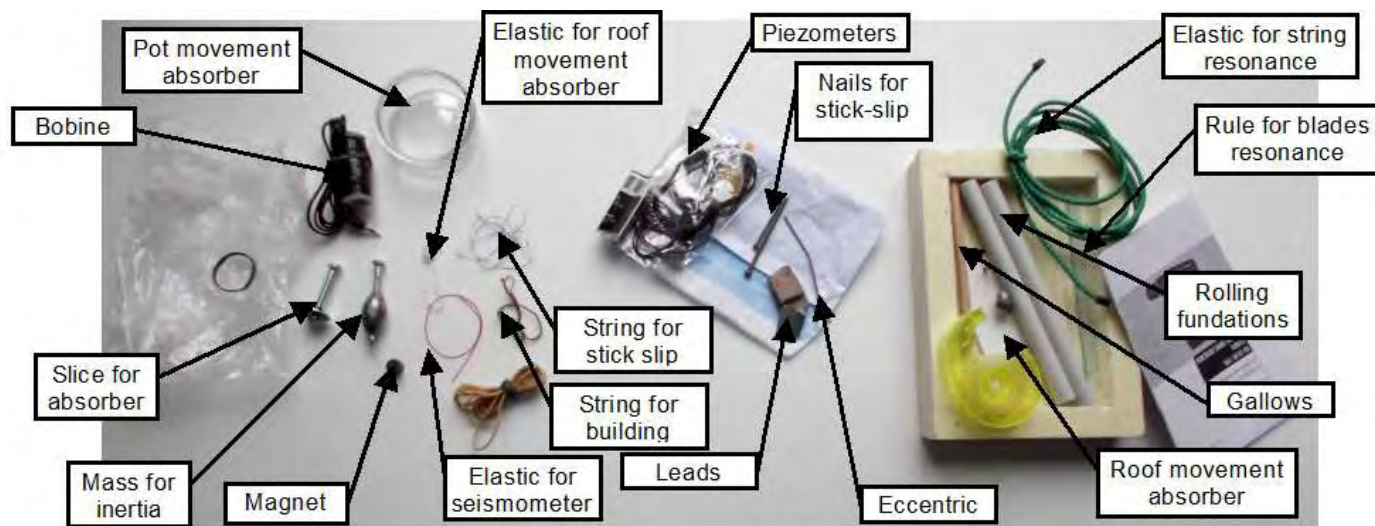 Pot movement
absorber
Elastic for roof
movement
absorber
Piezometers
Elastic for string
resonance
Nails for
stick-slip
Bobine
Rule for blades
resonance
Rolling
fundations
String for
stick slip
Slice for
absorber
String for
building
Gallows
Mass for
inertia
Magnet
Elastic for
seismometer
Leads
Eccentric
Roof movement
absorber